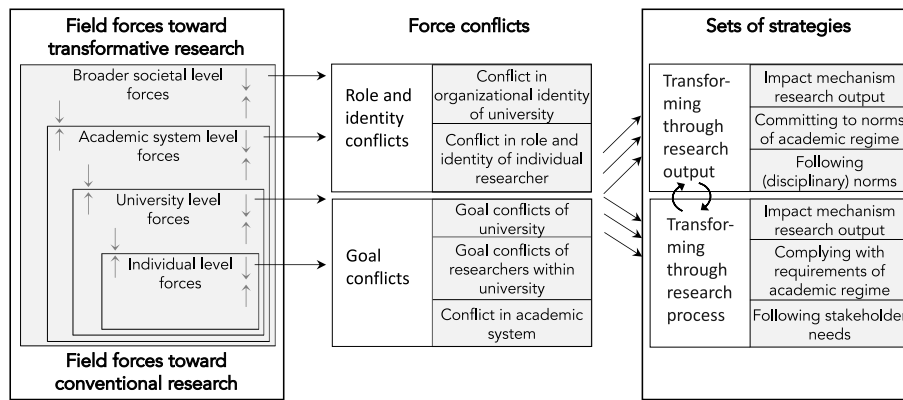 Field forces toward
transformative research
Broader societal level
forces
Academic system level
forces
University level
forces
Individual level
forces
Field forces toward
conventional research
Force conflicts
Role and
identity
conflicts
Conflict in
organizational identity
of university
Conflict in role and
identity of individual
researcher
Goal
conflicts
Goal conflicts of
university
Goal conflicts of
researchers within
university
Conflict in academic
system
Sets of strategies
Transfor-
ming
through
research
output
Impact mechanism
research output
Committing to norms
of academic regime
Following
(disciplinary) norms
Transfor-
ming
through
research
process
Impact mechanism
research output
Complying with
requirements of
academic regime
Following stakeholder
needs